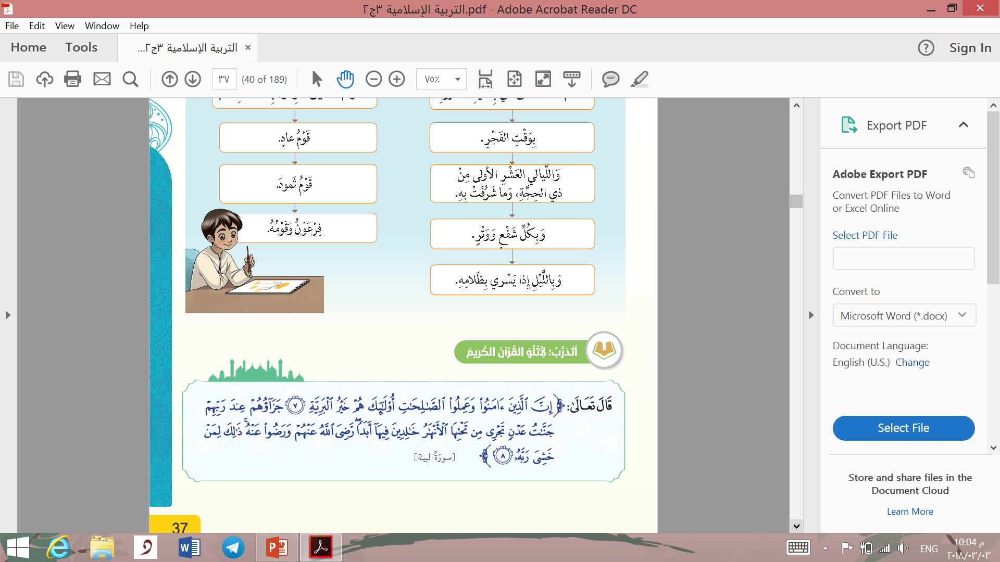 التربية الإسلامية ٣ج٢.pdf - Adobe Acrobat Reader DC
File Edit View Window Help
Home Tools
التربية الإسلامية ٣ج٢...
Sign In
٣٧ (40 of 189)
٧٥٪
بِوَقْتِ الفَجْرِ.
وَاللَّيالي العَشْرِ الأولى مِنْ
ذي الحِجَّةِ، وَما شَرُفَتْ بِهِ.
وَبِكُلِّ شَفْعٍ وَوَتْرٍ.
وَبِاللَّيْلِ إِذا يَسْري بِظَلامِهِ.
قَوْمُ عادٍ.
قَوْمُ ثَمودَ.
فِرْعَوْنُ وَقَوْمُهُ.
أَتَدَرَّبُ؛ لِأَتْلُوَ القُرْآنَ الكَريمَ
قَالَ تَعَالَىٰ: ﴿إِنَّ ٱلَّذِينَ ءَامَنُواْ وَعَمِلُواْ ٱلصَّٰلِحَٰتِ أُوْلَٰٓئِكَ هُمۡ خَيۡرُ ٱلۡبَرِيَّةِ ٧ جَزَآؤُهُمۡ عِندَ رَبِّهِمۡ
جَنَّٰتُ عَدۡنٖ تَجۡرِي مِن تَحۡتِهَا ٱلۡأَنۡهَٰرُ خَٰلِدِينَ فِيهَآ أَبَدٗاۖ رَّضِيَ ٱللَّهُ عَنۡهُمۡ وَرَضُواْ عَنۡهُۚ ذَٰلِكَ لِمَنۡ
خَشِيَ رَبَّهُۥ ٨﴾ [سورَةُ البينة]
37
Export PDF
Adobe Export PDF
Convert PDF Files to Word
or Excel Online
Select PDF File
Convert to
Microsoft Word (*.docx)
Document Language:
English (U.S.) Change
Select File
Store and share files in the
Document Cloud
Learn More
ENG
10:04 م
٢٠١٨/٠٣/٠٣